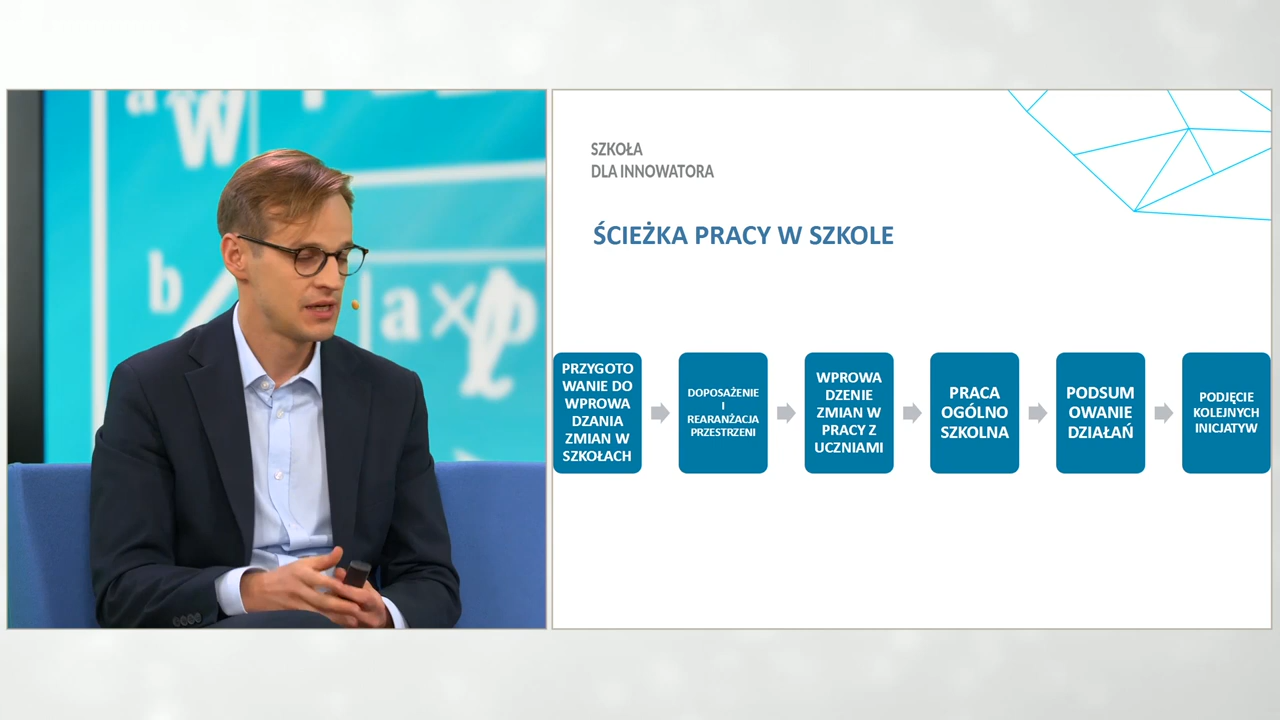 W
b
a×p
SZKOŁA
DLA INNOWATORA
ŚCIEŻKA PRACY W SZKOLE
PRZYGOTO
WANIE DO
WPROWA
DZANIA
ZMIAN W
SZKOŁACH
DOPOSAŻENIE
I
REARANŻACJA
PRZESTRZENI
WPROWA
DZENIE
ZMIAN W
PRACY Z
UCZNIAMI
PRACA
OGÓLNO
SZKOLNA
PODSUM
OWANIE
DZIAŁAŃ
PODJĘCIE
KOLEJNYCH
INICJATYW